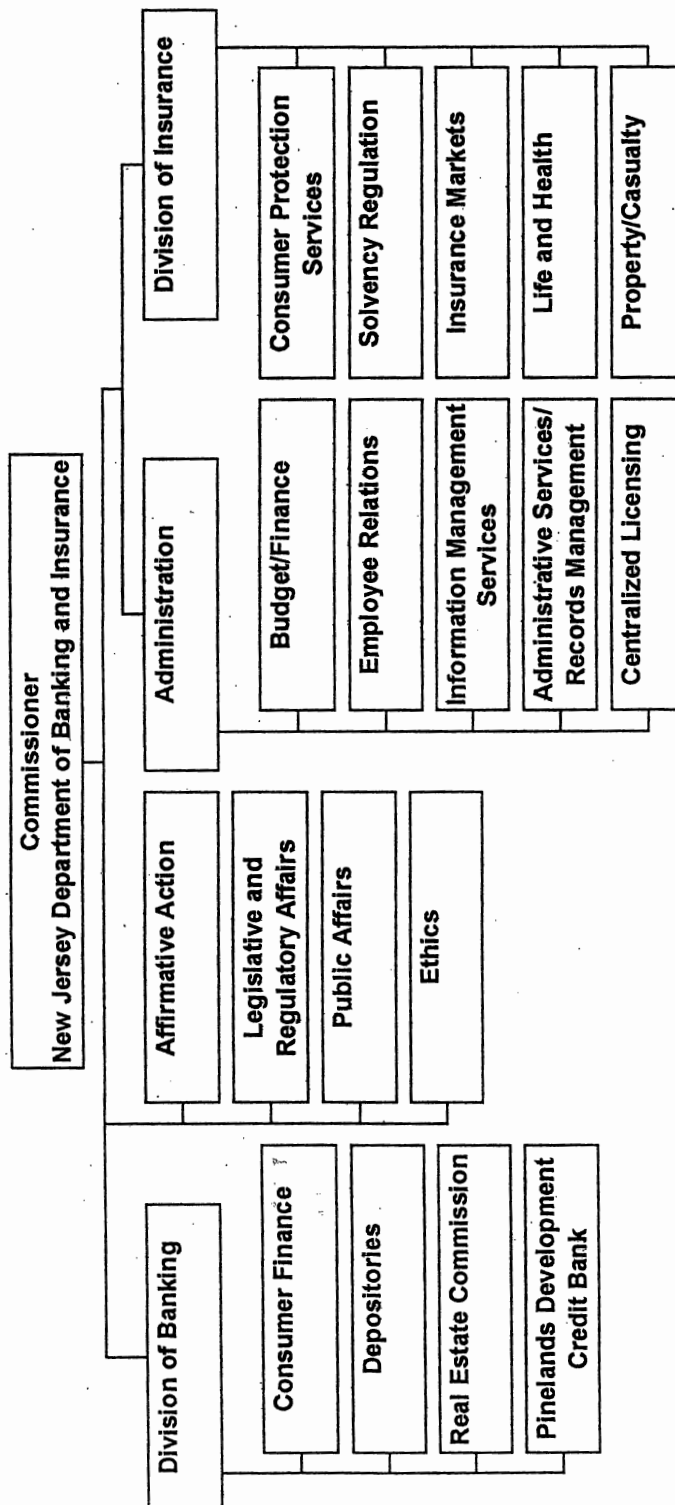 Commissioner
New Jersey Department of Banking and Insurance
Division of Banking
Consumer Finance
Depositories
Real Estate Commission
Pinelands Development
Credit Bank
Affirmative Action
Legislative and
Regulatory Affairs
Public Affairs
Ethics
Administration
Budget/Finance
Employee Relations
Information Management
Services
Administrative Services/
Records Management
Centralized Licensing
Division of Insurance
Consumer Protection
Services
Solvency Regulation
Insurance Markets
Life and Health
Property/Casualty